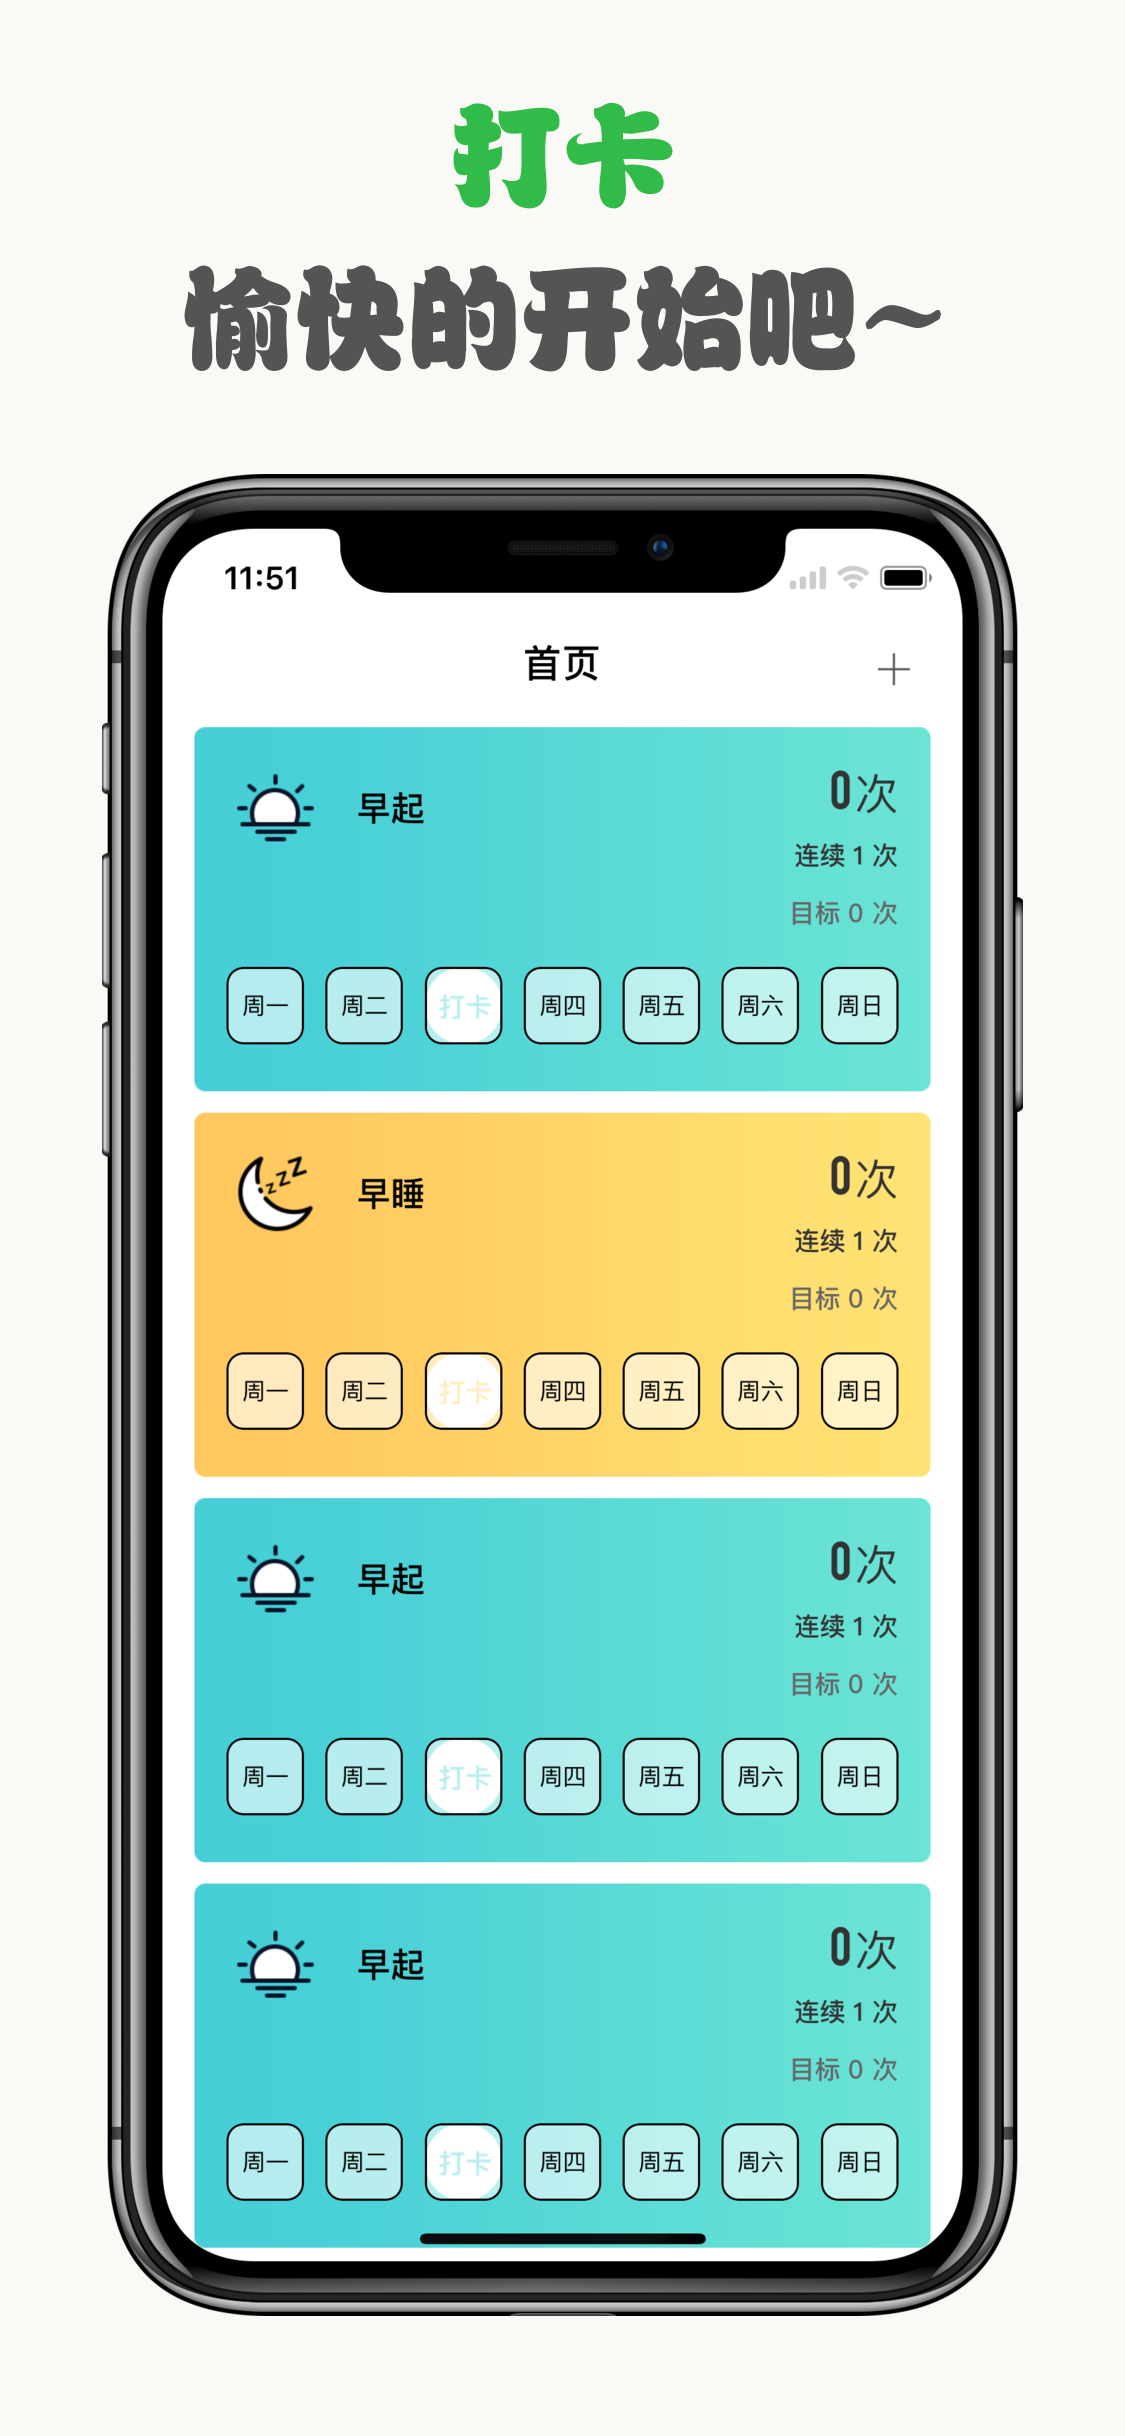 打卡
愉快的开始吧~
11:51
首页
早起
0次
连续 1 次
目标 0 次
周一 周二 打卡 周四 周五 周六 周日
zzz
早睡
0次
连续 1 次
目标 0 次
周一 周二 打卡 周四 周五 周六 周日
早起
0次
连续 1 次
目标 0 次
周一 周二 打卡 周四 周五 周六 周日
早起
0次
连续 1 次
目标 0 次
周一 周二 打卡 周四 周五 周六 周日